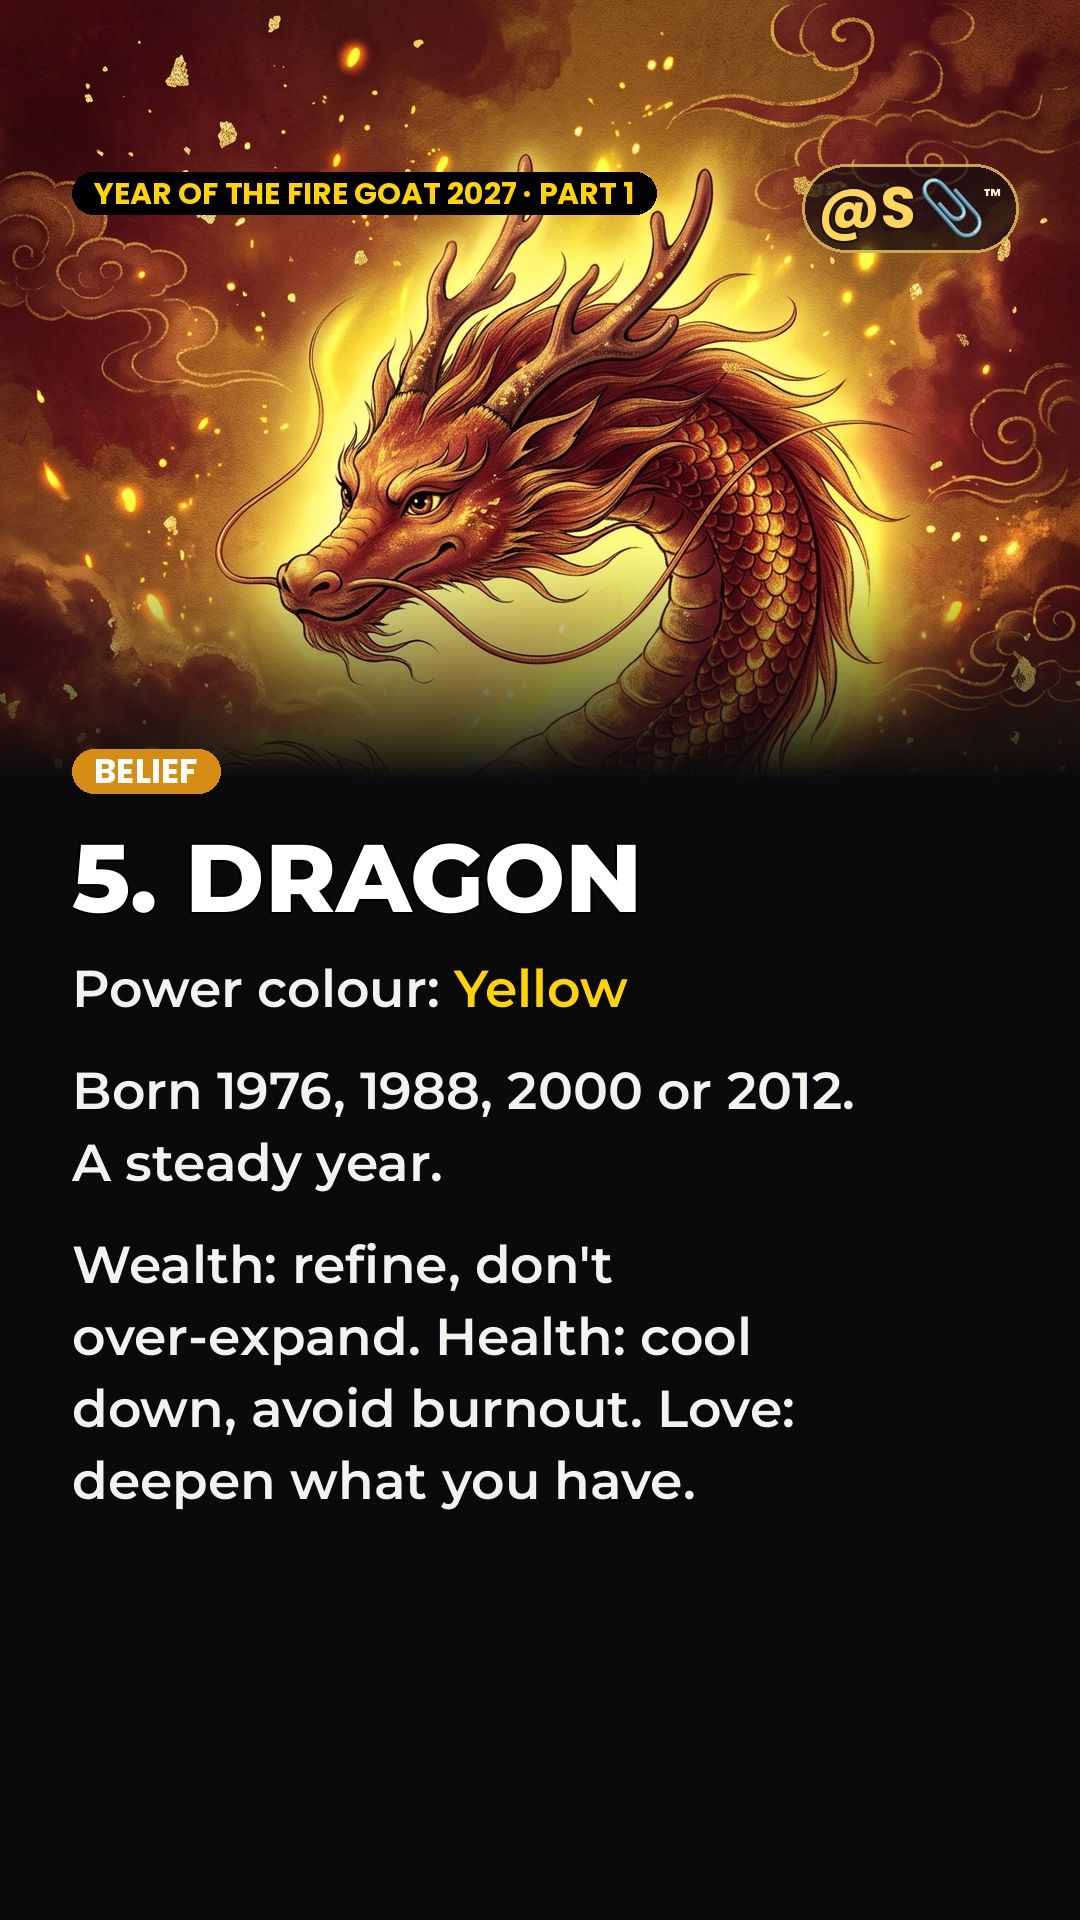 YEAR OF THE FIRE GOAT 2027 · PART 1
@S📎™
BELIEF
5. DRAGON
Power colour: Yellow
Born 1976, 1988, 2000 or 2012.
A steady year.
Wealth: refine, don't
over-expand. Health: cool
down, avoid burnout. Love:
deepen what you have.